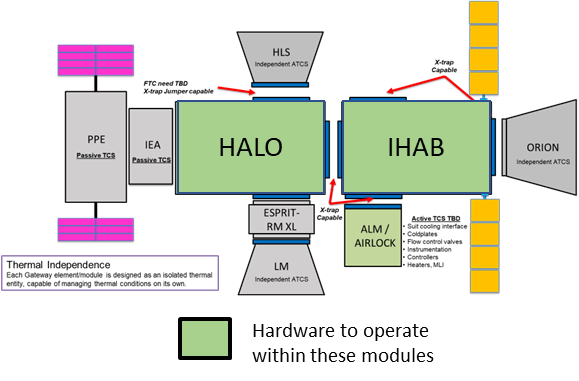 HLS
Independent ATCS
FTC need TBD
X-trap Jumper capable
X-trap
Capable
PPE
Passive TCS
IEA
Passive TCS
HALO
IHAB
ORION
Independent ATCS
X-trap
Capable
ESPRIT-
RM XL
ALM /
AIRLOCK
Active TCS TBD
• Suit cooling interface
• Coldplates
• Flow control valves
• Instrumentation
• Controllers
• Heaters, MLI
LM
Independent ATCS
Thermal Independence
Each Gateway element/module is designed as an isolated thermal
entity, capable of managing thermal conditions on its own.
Hardware to operate
within these modules